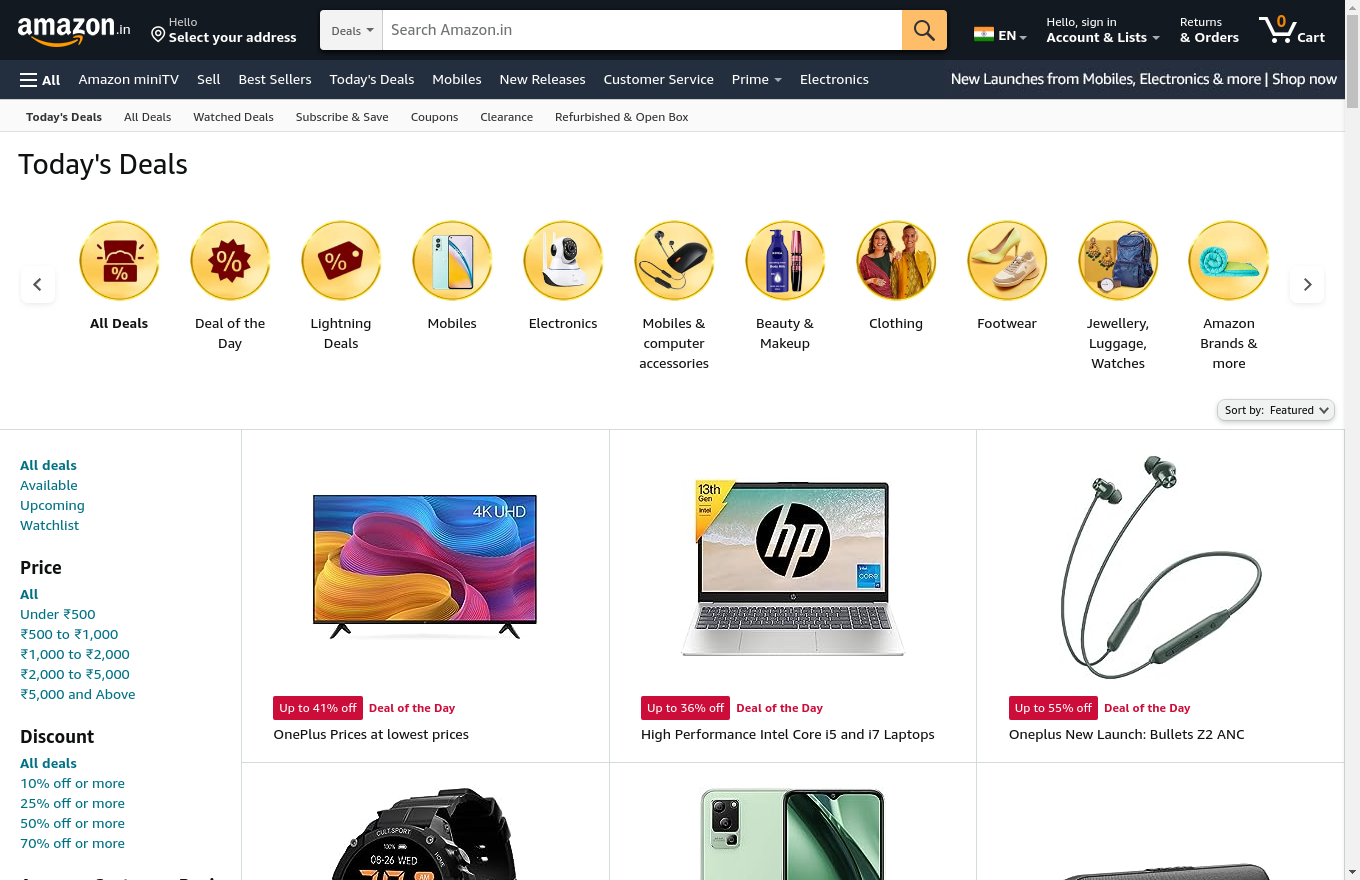 amazon.in
Hello
Select your address
Deals
Search Amazon.in
EN
Hello, sign in
Account & Lists
Returns
& Orders
0
Cart
All
Amazon miniTV
Sell
Best Sellers
Today's Deals
Mobiles
New Releases
Customer Service
Prime
Electronics
New Launches from Mobiles, Electronics & more | Shop now
Today's Deals
All Deals
Watched Deals
Subscribe & Save
Coupons
Clearance
Refurbished & Open Box
Today's Deals
%
%
%
NIVEA
All Deals
Deal of the
Day
Lightning
Deals
Mobiles
Electronics
Mobiles &
computer
accessories
Beauty &
Makeup
Clothing
Footwear
Jewellery,
Luggage,
Watches
Amazon
Brands &
more
Sort by: Featured
All deals
Available
Upcoming
Watchlist
Price
All
Under ₹500
₹500 to ₹1,000
₹1,000 to ₹2,000
₹2,000 to ₹5,000
₹5,000 and Above
Discount
All deals
10% off or more
25% off or more
50% off or more
70% off or more
4K UHD
Up to 41% off
Deal of the Day
OnePlus Prices at lowest prices
13th
Gen
Intel
hp
intel
CORE
Up to 36% off
Deal of the Day
High Performance Intel Core i5 and i7 Laptops
Up to 55% off
Deal of the Day
Oneplus New Launch: Bullets Z2 ANC
CULT.SPORT
HOME
100%
08-26 WED
AM